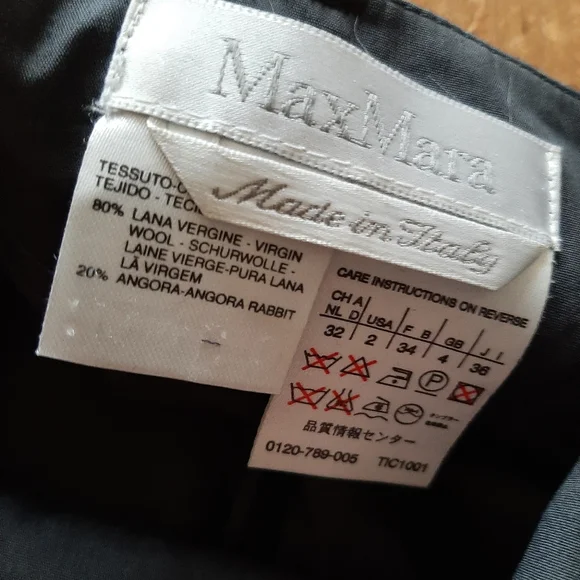 MaxMara
Made in Italy
TESSUTO-
TEJIDO -
80% LANA VERGINE - VIRGIN
WOOL - SCHURWOLLE -
LAINE VIERGE-PURA LANA
LÃ VIRGEM
20% ANGORA-ANGORA RABBIT
CARE INSTRUCTIONS ON REVERSE
CH A
NL D USA F B GB J I
32 2 34 4 36
P
品質情報センター
0120-789-005 TIC1001